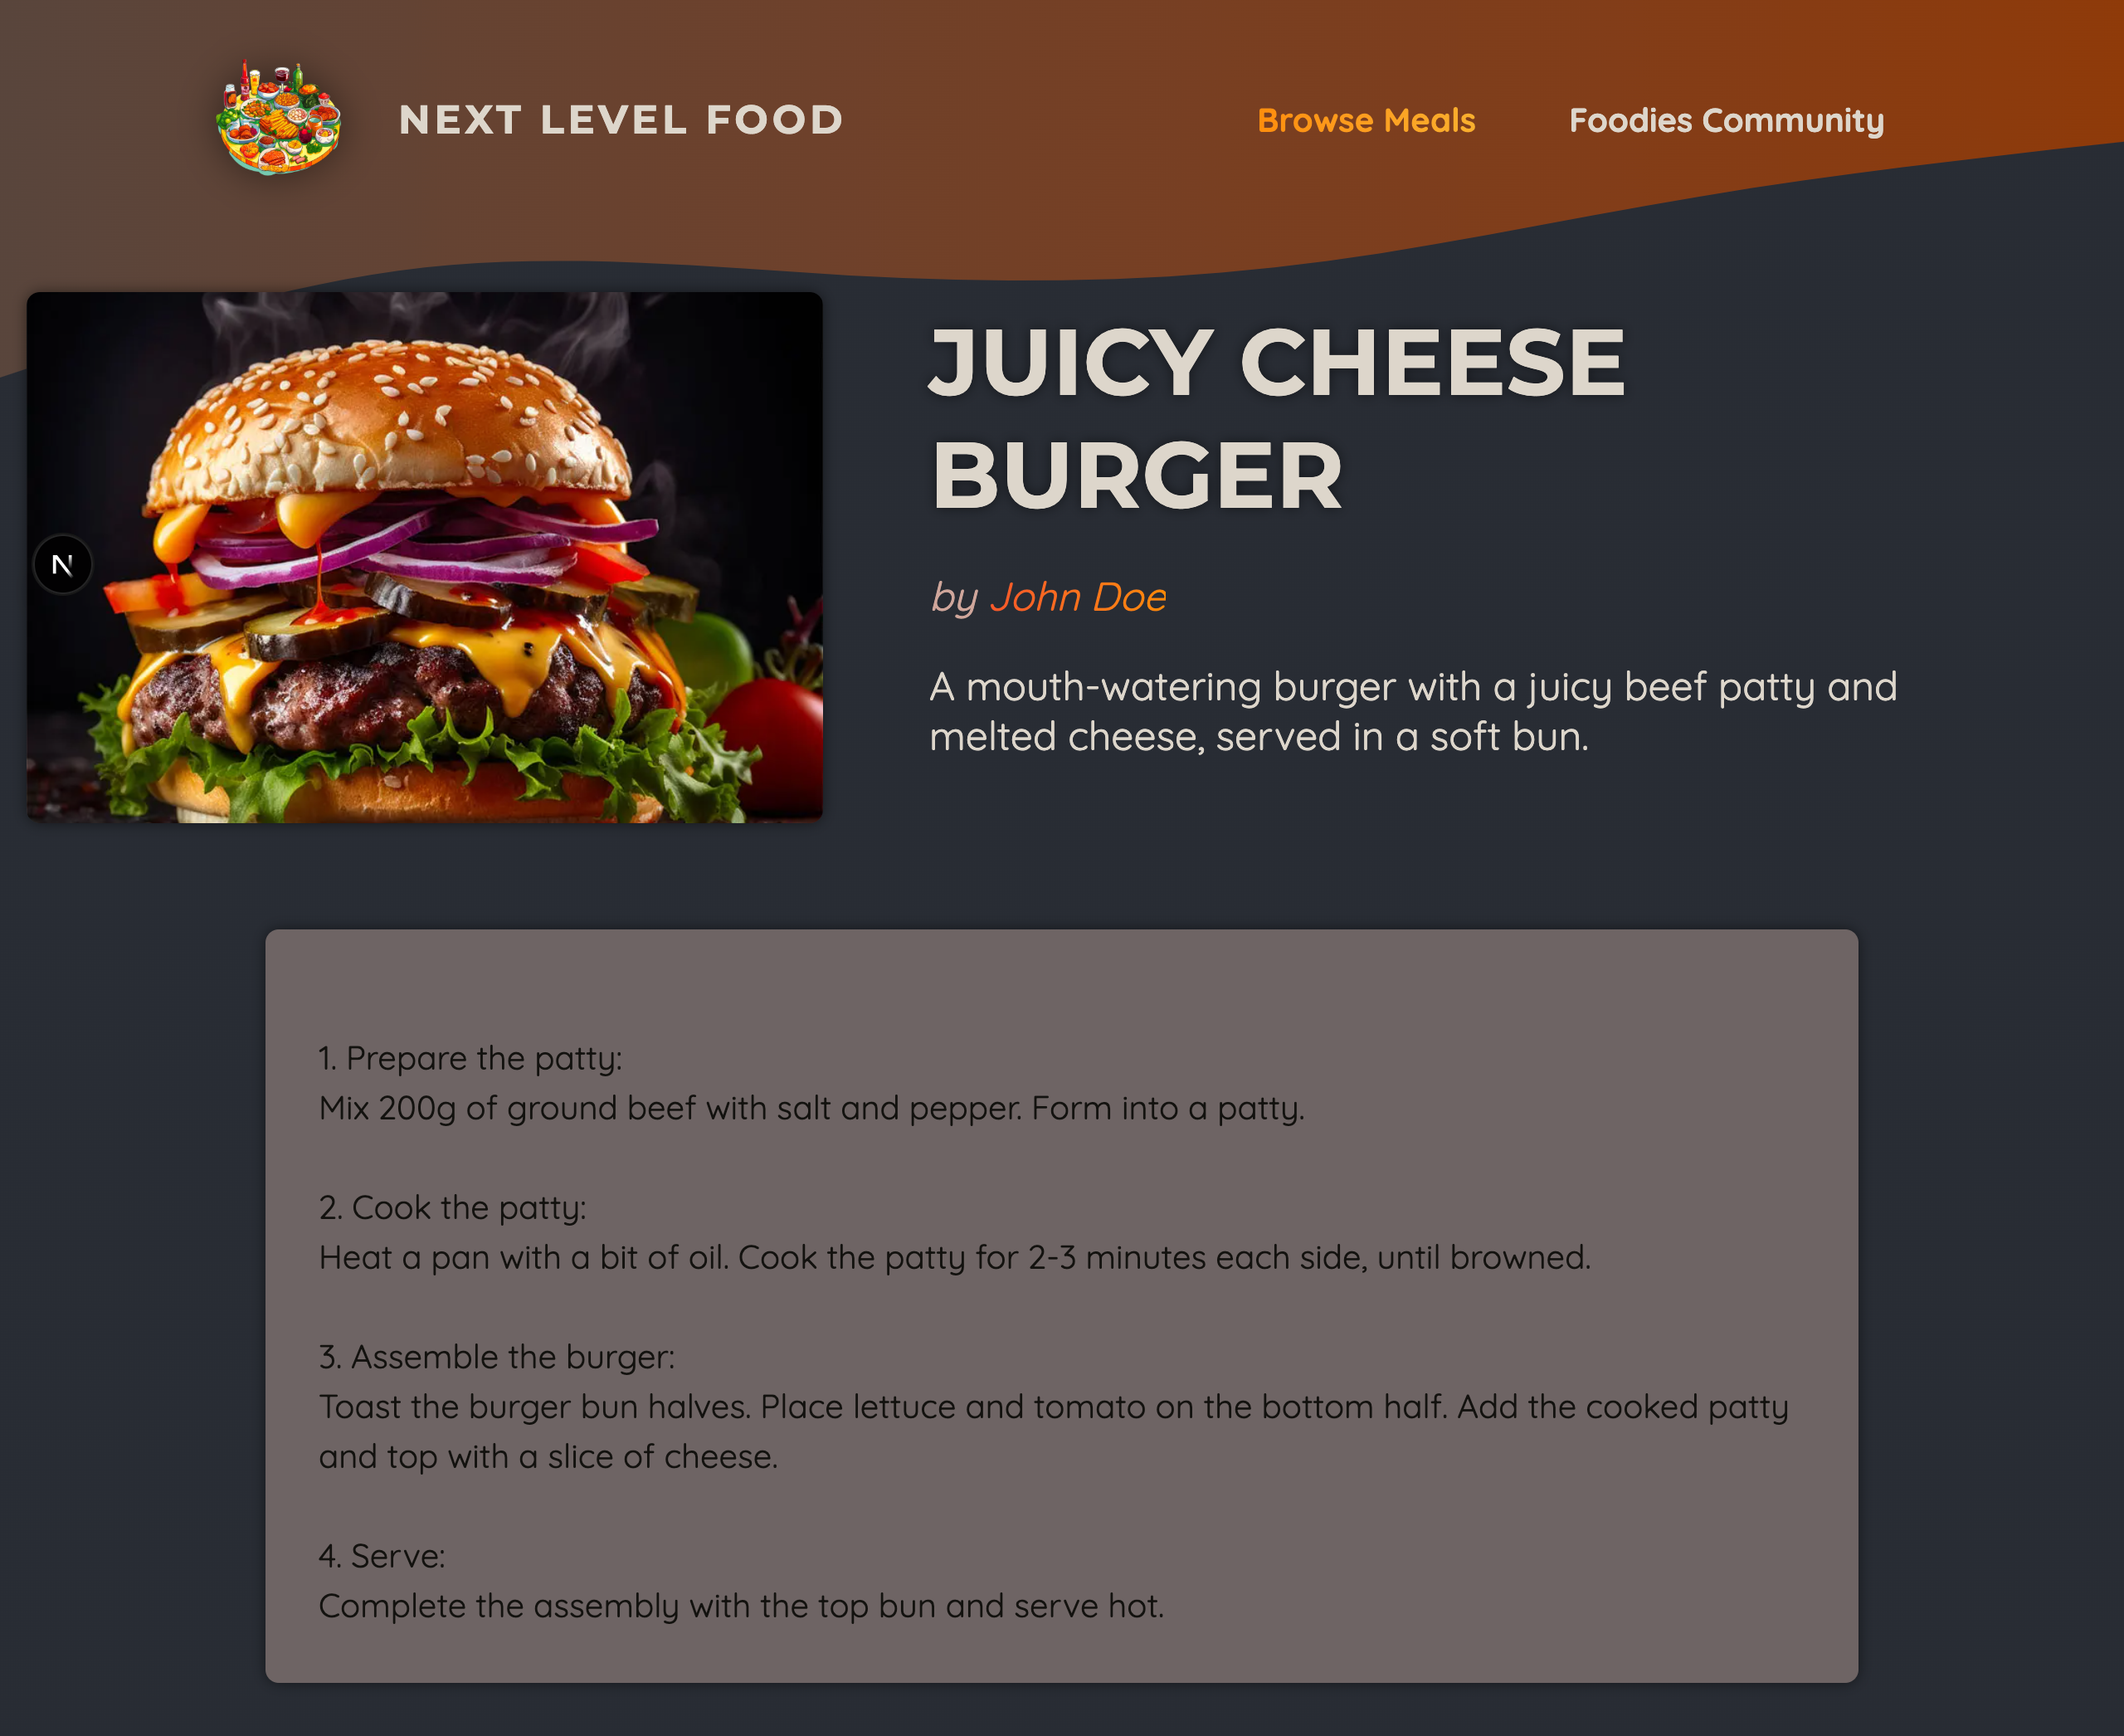 NEXT LEVEL FOOD
Browse Meals
Foodies Community
JUICY CHEESE
BURGER
by John Doe
A mouth-watering burger with a juicy beef patty and
melted cheese, served in a soft bun.
N
1. Prepare the patty:
Mix 200g of ground beef with salt and pepper. Form into a patty.
2. Cook the patty:
Heat a pan with a bit of oil. Cook the patty for 2-3 minutes each side, until browned.
3. Assemble the burger:
Toast the burger bun halves. Place lettuce and tomato on the bottom half. Add the cooked patty
and top with a slice of cheese.
4. Serve:
Complete the assembly with the top bun and serve hot.